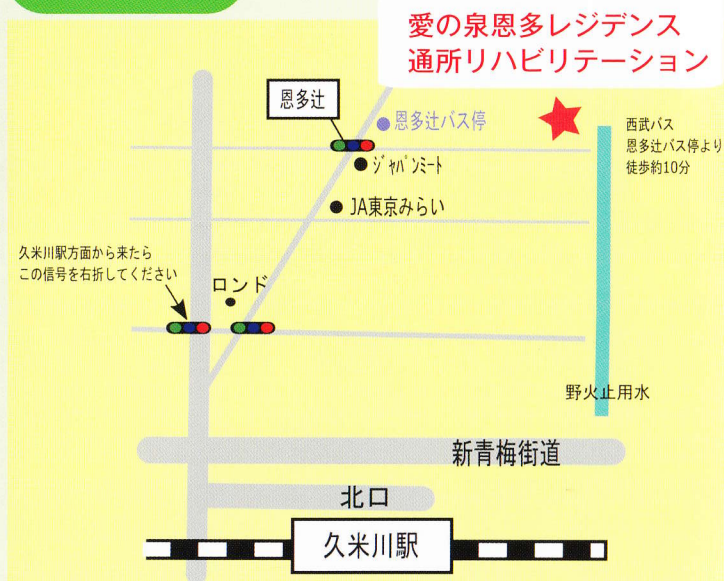 愛の泉恩多レジデンス
通所リハビリテーション
恩多辻
恩多辻バス停
西武バス
恩多辻バス停より
徒歩約10分
ジャパンミート
JA東京みらい
久米川駅方面から来たら
この信号を右折してください
ロンド
野火止用水
新青梅街道
北口
久米川駅